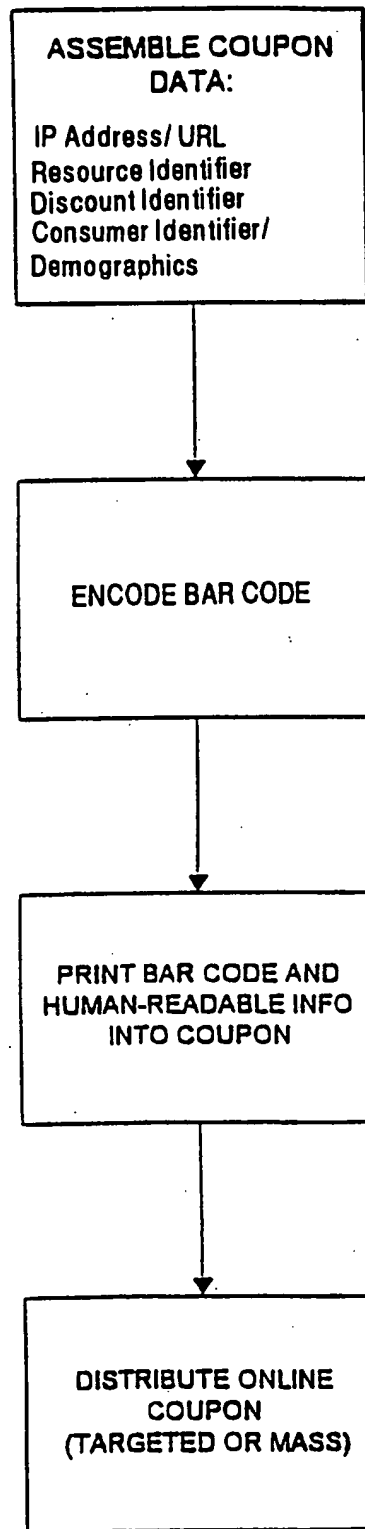 ASSEMBLE COUPON
DATA:
IP Address/ URL
Resource Identifier
Discount Identifier
Consumer Identifier/
Demographics
ENCODE BAR CODE
PRINT BAR CODE AND
HUMAN-READABLE INFO
INTO COUPON
DISTRIBUTE ONLINE
COUPON
(TARGETED OR MASS)